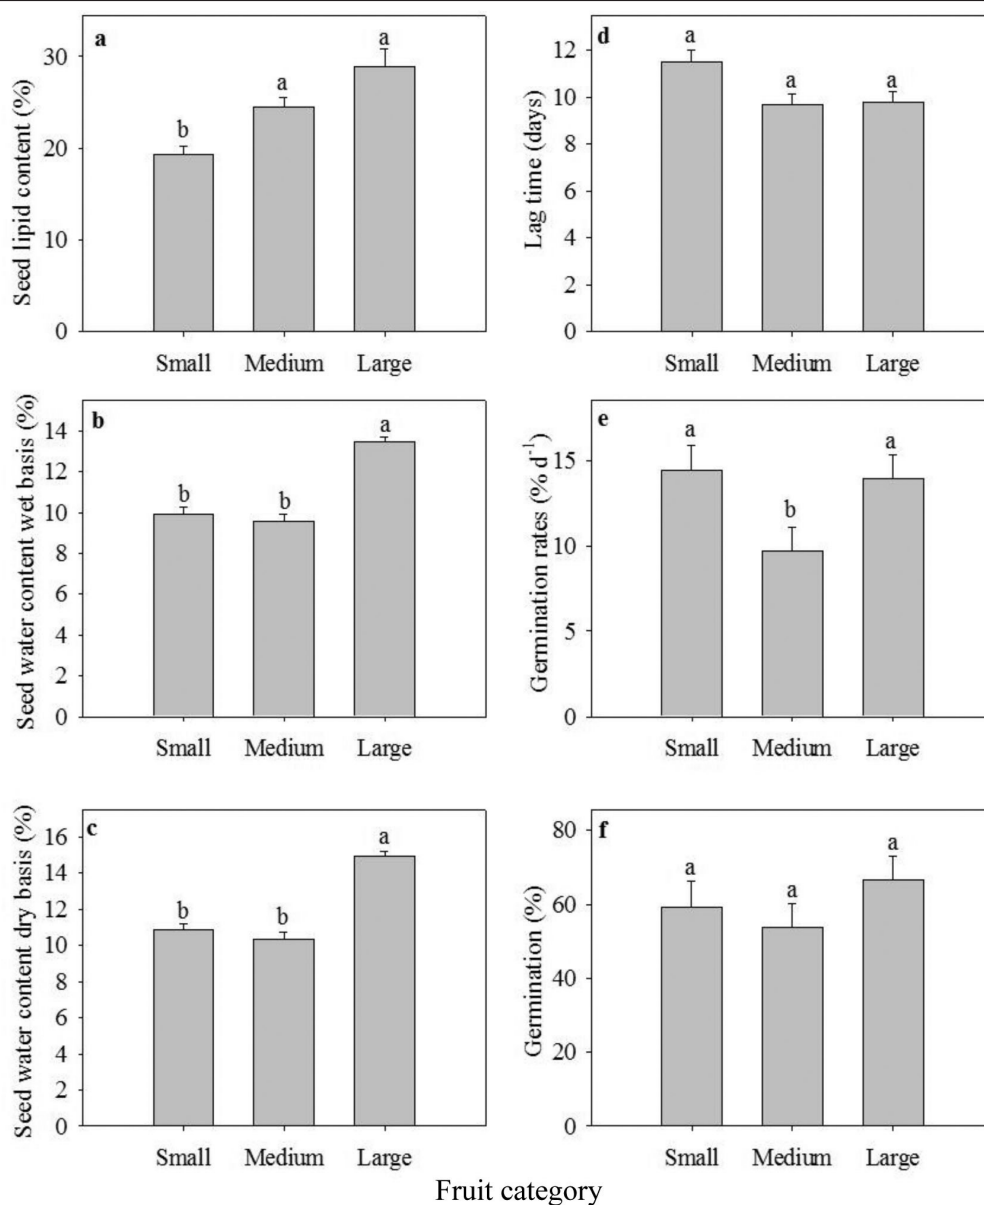 a
Seed lipid content (%)
30
20
10
0
b
a
a
Small Medium Large
d
Lag time (days)
12
10
8
6
4
2
0
a
a
a
Small Medium Large
b
Seed water content wet basis (%)
14
12
10
8
6
4
2
0
b
b
a
Small Medium Large
e
Germination rates (% d⁻¹)
15
10
5
0
a
b
a
Small Medium Large
c
Seed water content dry basis (%)
16
14
12
10
8
6
4
2
0
b
b
a
Small Medium Large
f
Germination (%)
80
60
40
20
0
a
a
a
Small Medium Large
Fruit category